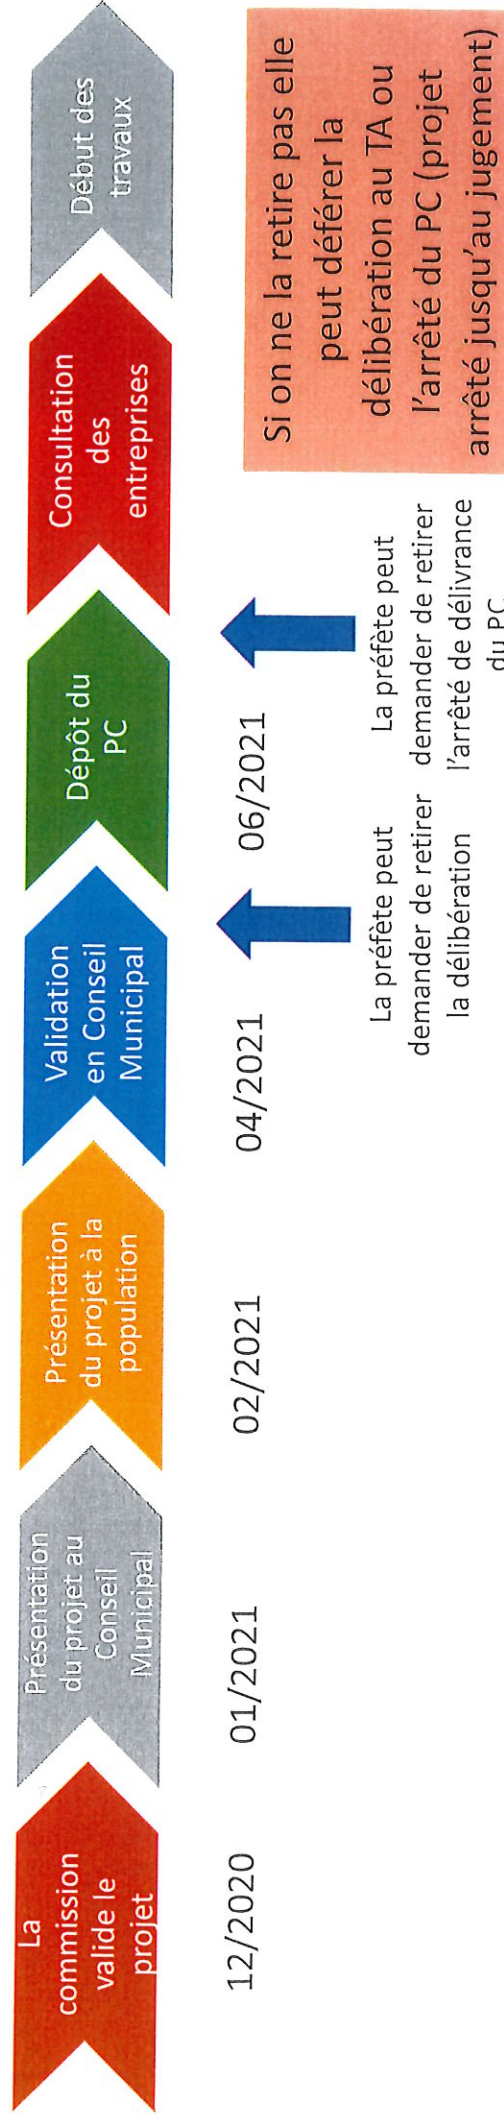 La
commission
valide le
projet
Présentation
du projet au
Conseil
Municipal
Présentation
du projet à la
population
Validation
en Conseil
Municipal
Dépôt du
PC
Consultation
des
entreprises
Début des
travaux
12/2020
01/2021
02/2021
04/2021
06/2021
La préfète peut
demander de retirer
la délibération
La préfète peut
demander de retirer
l'arrêté de délivrance
du PC
Si on ne la retire pas elle
peut déférer la
délibération au TA ou
l'arrêté du PC (projet
arrêté jusqu'au jugement)